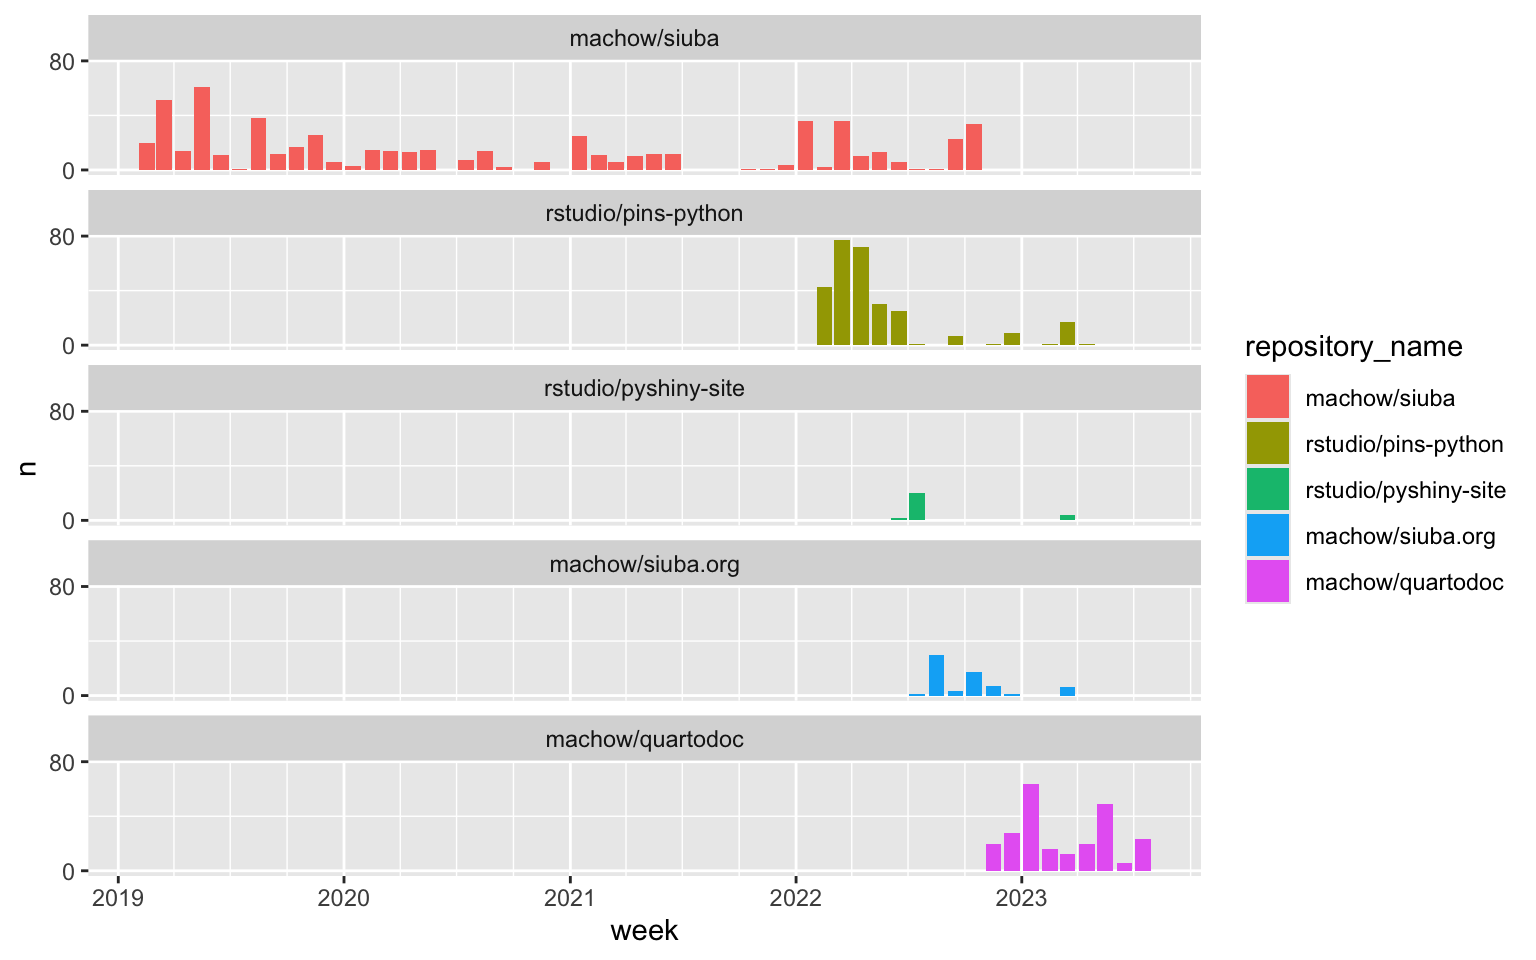 machow/siuba
80
0
rstudio/pins-python
80
0
rstudio/pyshiny-site
80
0
machow/siuba.org
80
0
machow/quartodoc
80
0
2019 2020 2021 2022 2023
week
n
repository_name
machow/siuba
rstudio/pins-python
rstudio/pyshiny-site
machow/siuba.org
machow/quartodoc